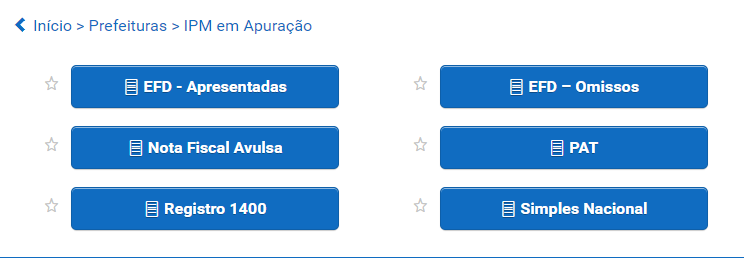 Início > Prefeituras > IPM em Apuração
EFD - Apresentadas
EFD – Omissos
Nota Fiscal Avulsa
PAT
Registro 1400
Simples Nacional